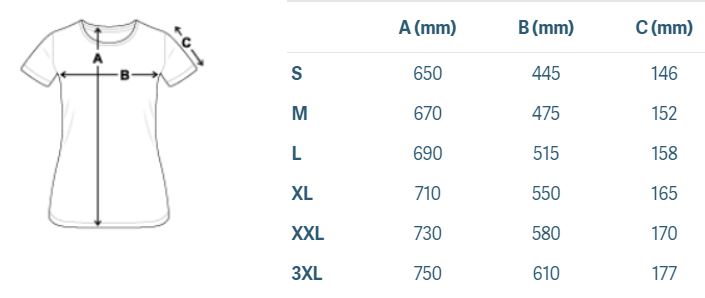 A
B
C
A (mm) B (mm) C (mm)
S 650 445 146
M 670 475 152
L 690 515 158
XL 710 550 165
XXL 730 580 170
3XL 750 610 177